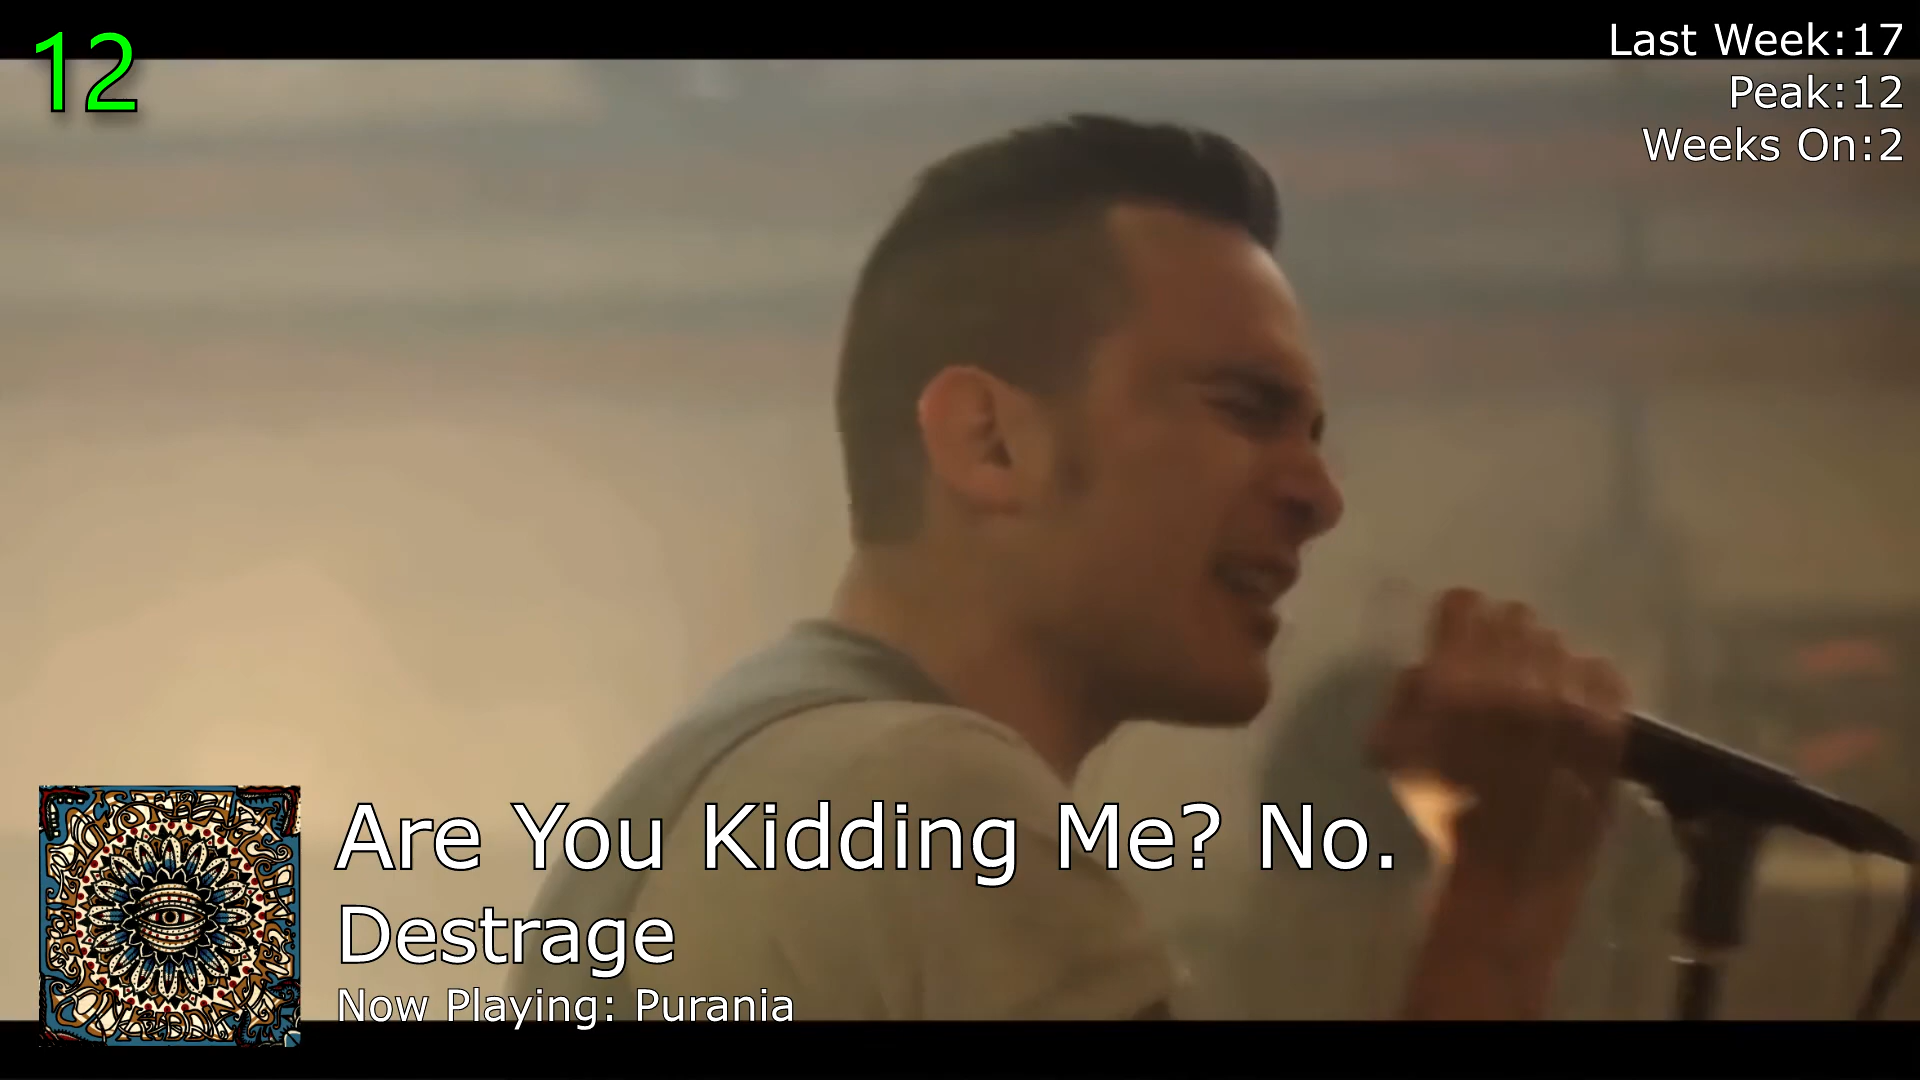 12
Last Week:17
Peak:12
Weeks On:2
Are You Kidding Me? No.
Destrage
Now Playing: Purania